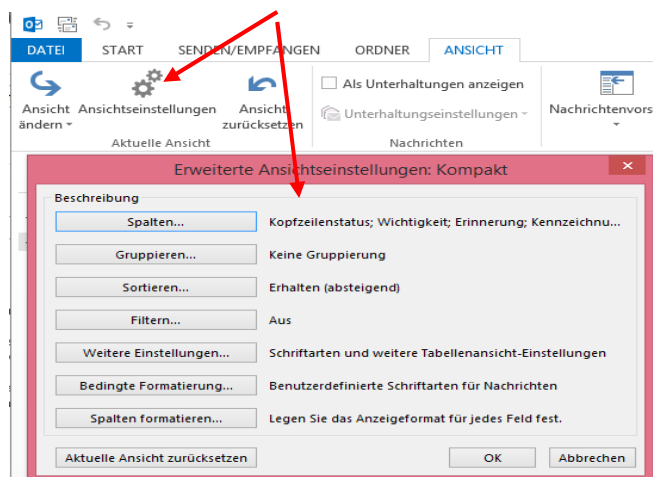 DATEI START SENDEN/EMPFANGEN ORDNER ANSICHT
Ansicht ändern
Ansichtseinstellungen
Ansicht zurücksetzen
Aktuelle Ansicht
Als Unterhaltungen anzeigen
Unterhaltungseinstellungen
Nachrichten
Nachrichtenvors
Erweiterte Ansichtseinstellungen: Kompakt
Beschreibung
Spalten... Kopfzeilenstatus; Wichtigkeit; Erinnerung; Kennzeichnu...
Gruppieren... Keine Gruppierung
Sortieren... Erhalten (absteigend)
Filtern... Aus
Weitere Einstellungen... Schriftarten und weitere Tabellenansicht-Einstellungen
Bedingte Formatierung... Benutzerdefinierte Schriftarten für Nachrichten
Spalten formatieren... Legen Sie das Anzeigeformat für jedes Feld fest.
Aktuelle Ansicht zurücksetzen OK Abbrechen